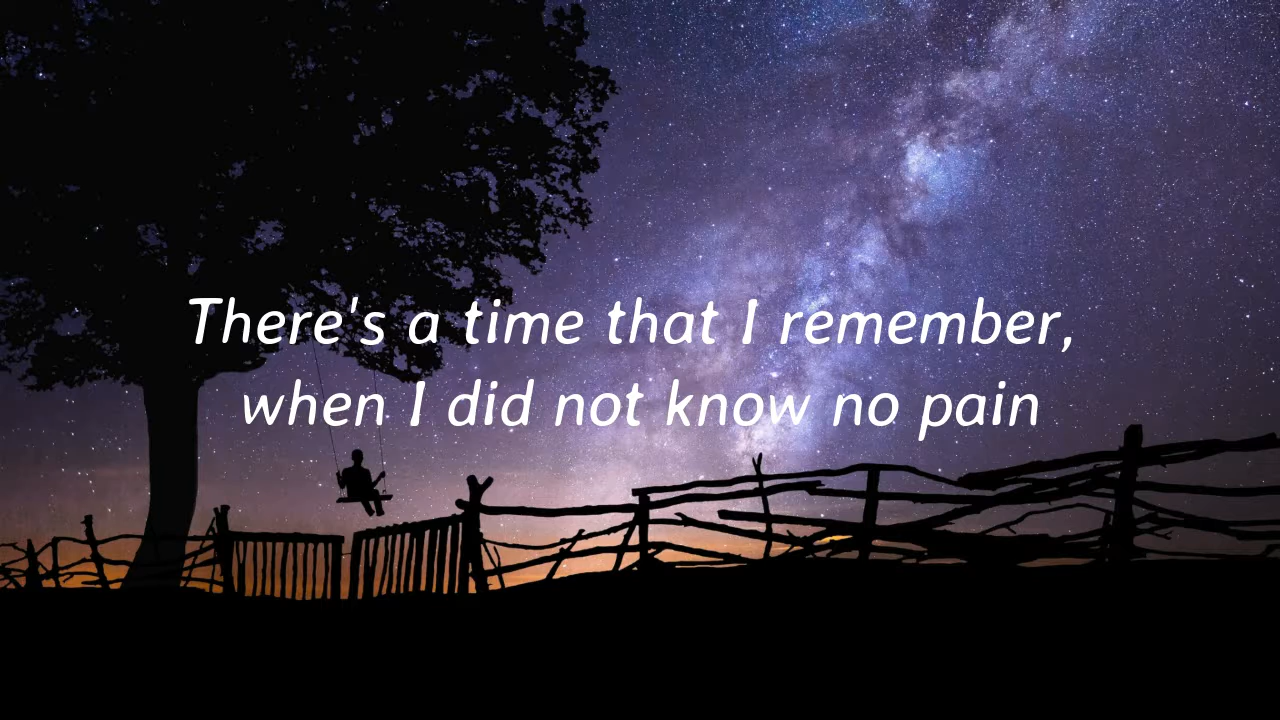 There's a time that I remember,
when I did not know no pain